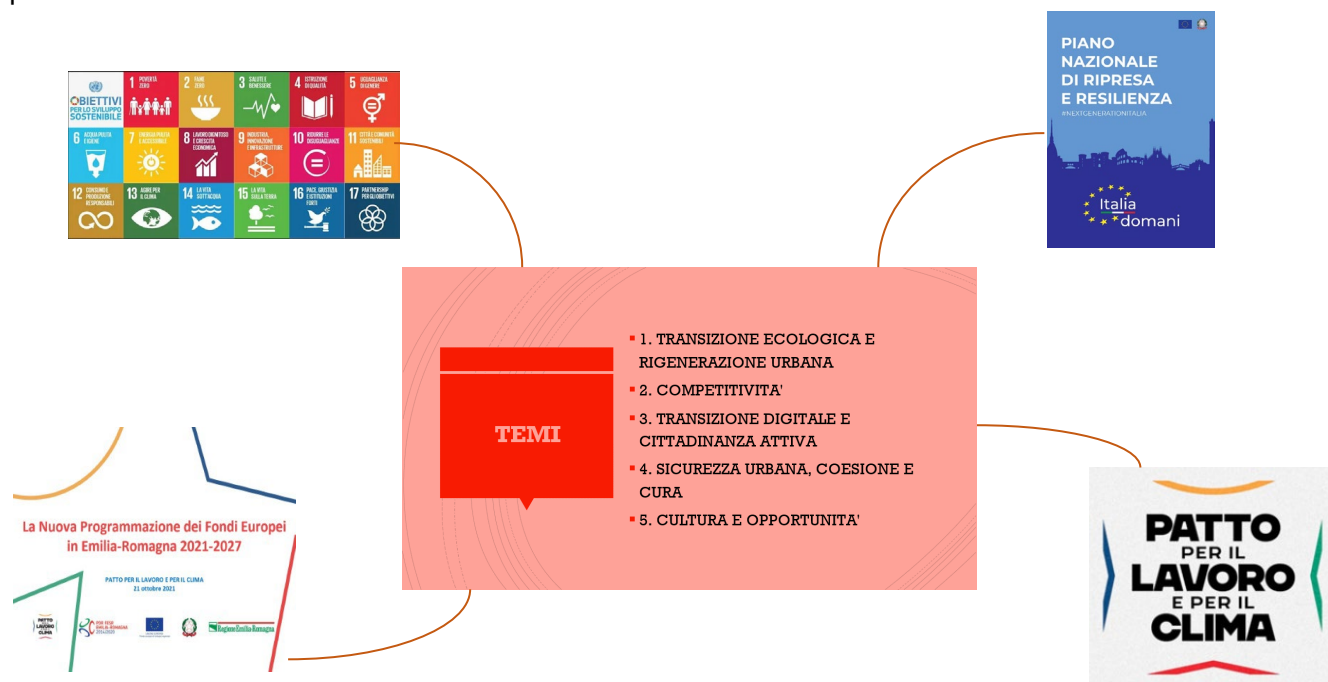 OBIETTIVI
PER LO SVILUPPO
SOSTENIBILE
1 POVERTÀ
ZERO
2 FAME
ZERO
3 SALUTE E
BENESSERE
4 ISTRUZIONE
DI QUALITÀ
5 UGUAGLIANZA
DI GENERE
6 ACQUA PULITA
E IGIENE
7 ENERGIA PULITA
E ACCESSIBILE
8 LAVORO DIGNITOSO
E CRESCITA
ECONOMICA
9 INDUSTRIA,
INNOVAZIONE
E INFRASTRUTTURE
10 RIDURRE LE
DISUGUAGLIANZE
11 CITTÀ E COMUNITÀ
SOSTENIBILI
12 CONSUMO E
PRODUZIONE
RESPONSABILI
13 AGIRE PER
IL CLIMA
14 LA VITA
SOTT'ACQUA
15 LA VITA
SULLA TERRA
16 PACE, GIUSTIZIA
E ISTITUZIONI
FORTI
17 PARTNERSHIP
PER GLI OBIETTIVI
PIANO
NAZIONALE
DI RIPRESA
E RESILIENZA
#NEXTGENERATIONITALIA
Italia
domani
TEMI
1. TRANSIZIONE ECOLOGICA E
RIGENERAZIONE URBANA
2. COMPETITIVITA'
3. TRANSIZIONE DIGITALE E
CITTADINANZA ATTIVA
4. SICUREZZA URBANA, COESIONE E
CURA
5. CULTURA E OPPORTUNITA'
La Nuova Programmazione dei Fondi Europei
in Emilia-Romagna 2021-2027
PATTO PER IL LAVORO E PER IL CLIMA
21 ottobre 2021
PATTO
PER IL
LAVORO
E PER IL
CLIMA
Regione Emilia-Romagna
PATTO
PER IL
LAVORO
E PER IL
CLIMA